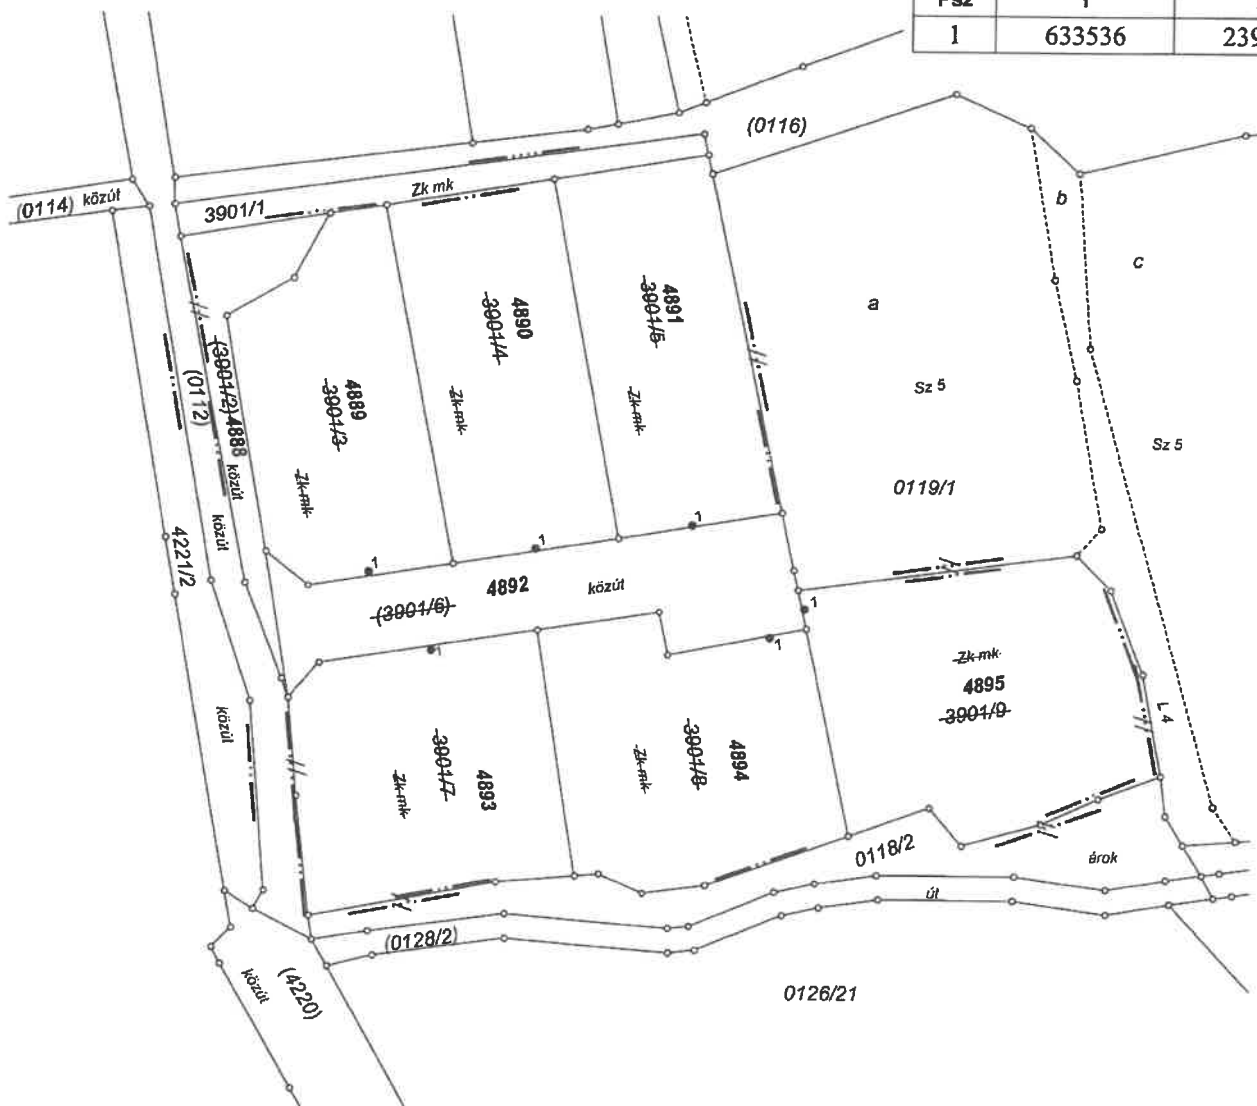 1
633536
239
(0116)
Zk mk
3901/1
(0114) közút
b
c
a
4891
3901/5
4890
3901/4
(3901/2) 4888
(0112)
4889
3901/3
Zk mk
Zk mk
Sz 5
Sz 5
közút
Zk mk
0119/1
közút
4221/2
1
1
1
4892
közút
(3901/6)
1
1
1
Zk mk
4895
3901/9
L 4
közút
3901/7
4893
Zk mk
3901/8
4894
Zk mk
0118/2
árok
út
(0128/2)
közút
(4220)
0126/21